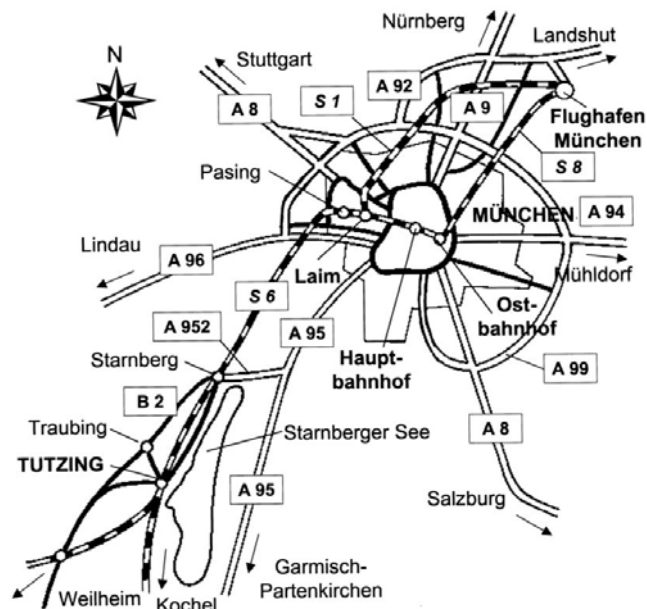 Nürnberg
Landshut
N
Stuttgart
A 92
S 1
A 9
A 8
Flughafen
München
S 8
Pasing
MÜNCHEN
A 94
Lindau
A 96
Laim
Mühldorf
S 6
Ost-
bahnhof
A 952
A 95
Haupt-
bahnhof
Starnberg
A 99
B 2
Traubing
Starnberger See
A 8
TUTZING
A 95
Salzburg
Garmisch-
Partenkirchen
Weilheim
Kochel